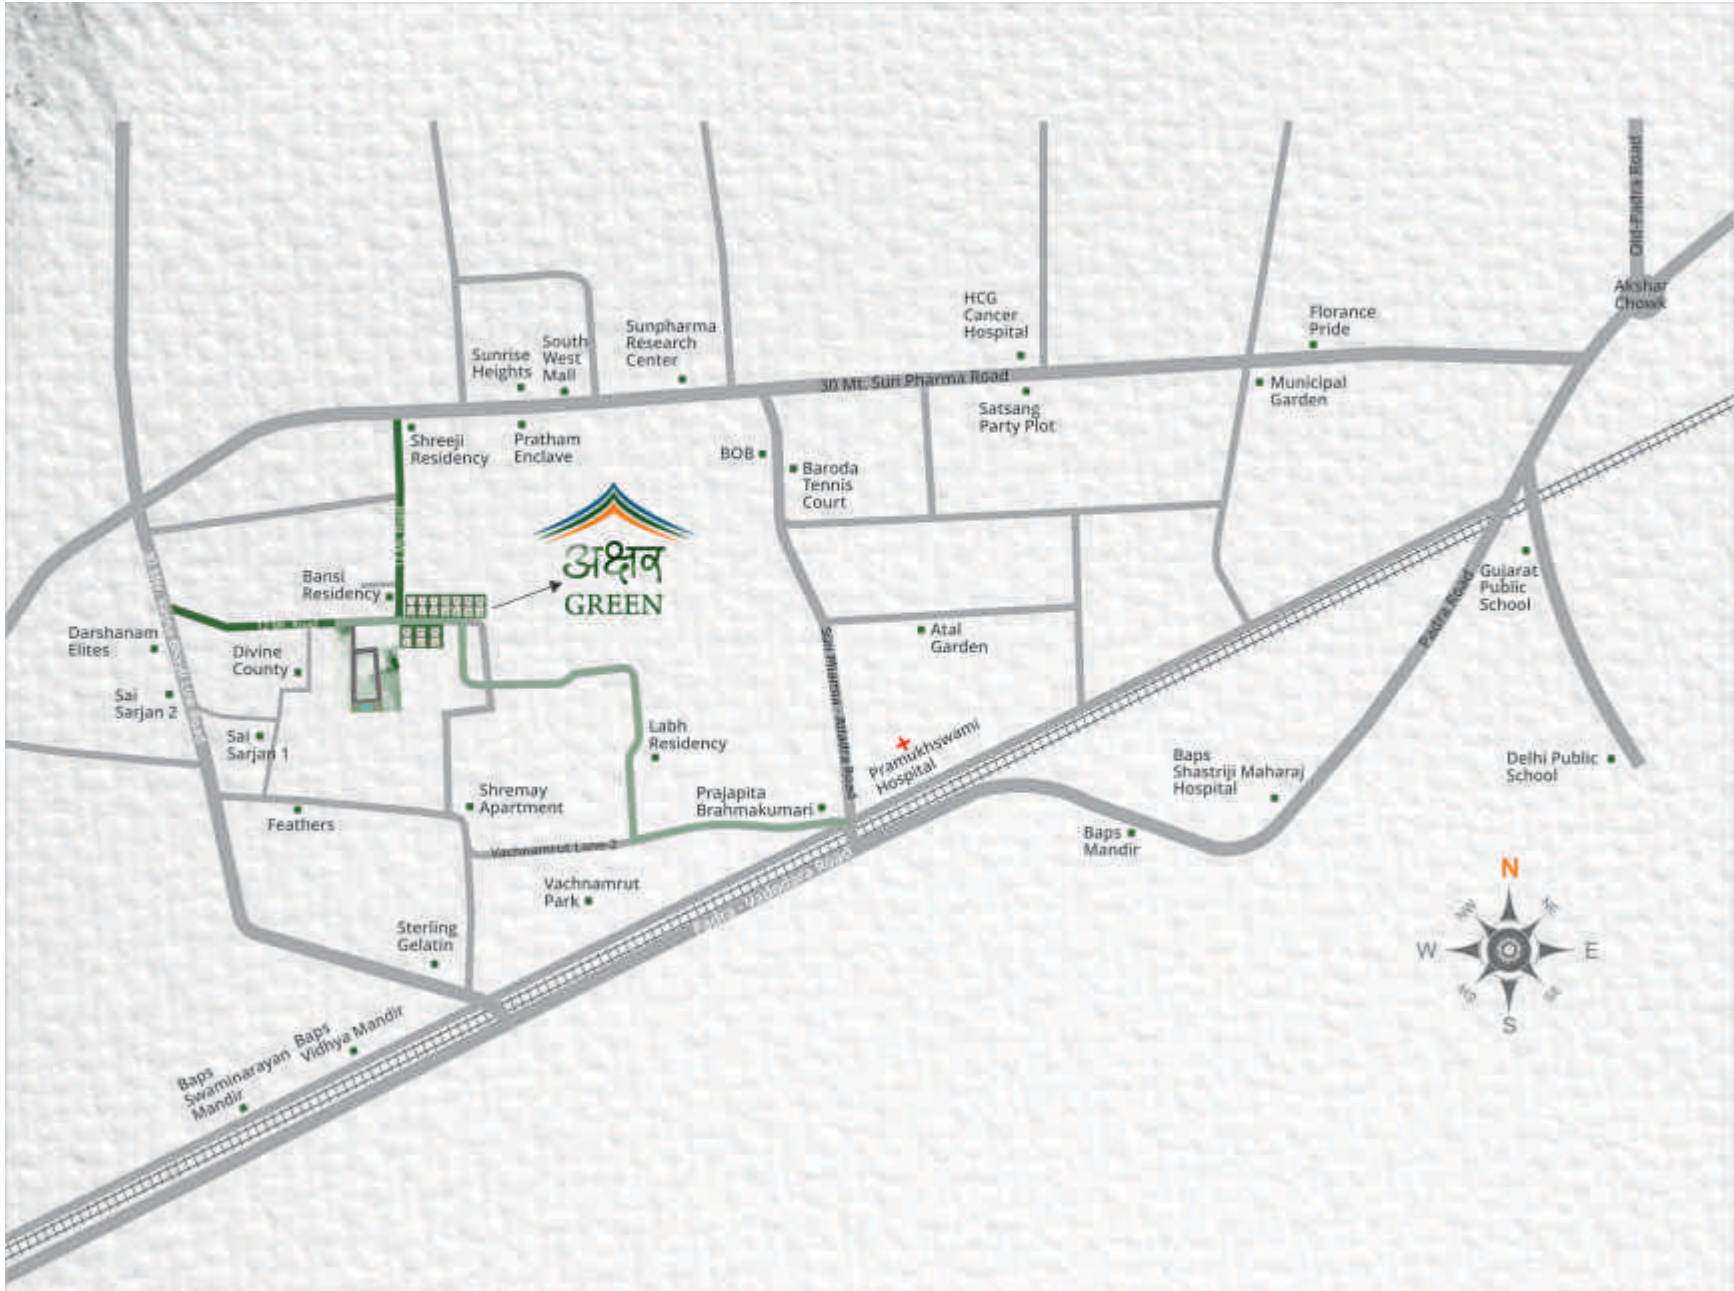 Old Padra Road
Akshar
Chowk
HCG
Cancer
Hospital
Florance
Pride
Sunpharma
Research
Center
South
West
Mall
Sunrise
Heights
30 Mt. Sun Pharma Road
Municipal
Garden
Satsang
Party Plot
Shreeji
Residency
Pratham
Enclave
BOB
Baroda
Tennis
Court
अक्षर
GREEN
Bansi
Residency
Gujarat
Public
School
Padra Road
Darshanam
Elites
Divine
County
Atal
Garden
Sai
Sarjan 2
Sai
Sarjan 1
Labh
Residency
Pramukhswami
Hospital
Baps
Shastriji Maharaj
Hospital
Delhi Public
School
Shremay
Apartment
Prajapita
Brahmakumari
Feathers
Baps
Mandir
Vachnamrut Lane-2
Vachnamrut
Park
Sterling
Gelatin
N
NW
NE
W
E
SW
SE
S
Baps
Vidhya Mandir
Baps
Swaminarayan
Mandir